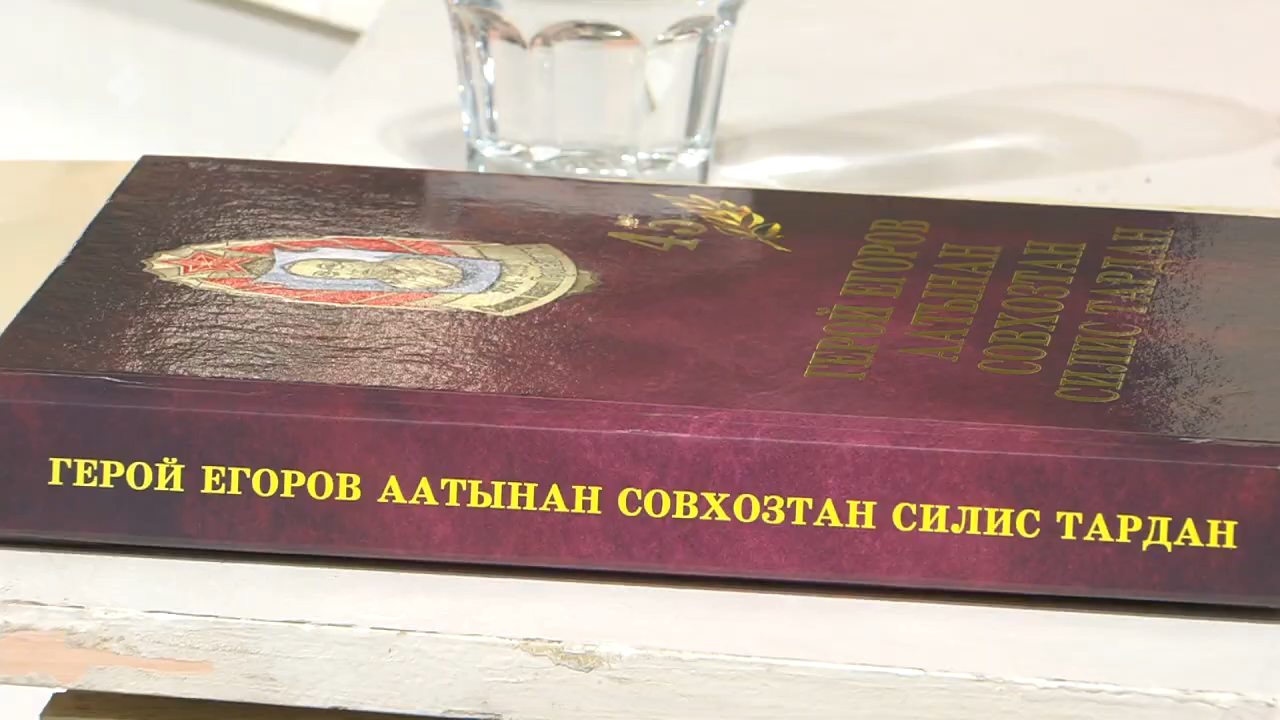 45
ГЕРОЙ ЕГОРОВ
ААТЫНАН
СОВХОЗТАН
СИЛИС ТАРДАН
ГЕРОЙ ЕГОРОВ ААТЫНАН СОВХОЗТАН СИЛИС ТАРДАН